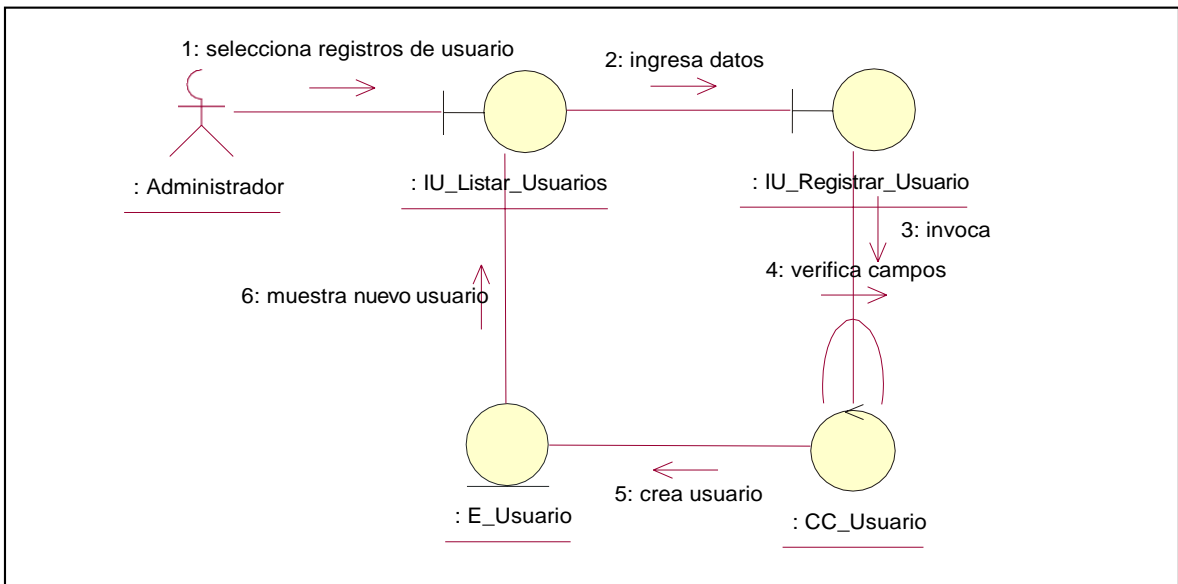 1: selecciona registros de usuario
2: ingresa datos
: Administrador
: IU_Listar_Usuarios
: IU_Registrar_Usuario
3: invoca
4: verifica campos
6: muestra nuevo usuario
5: crea usuario
: E_Usuario
: CC_Usuario